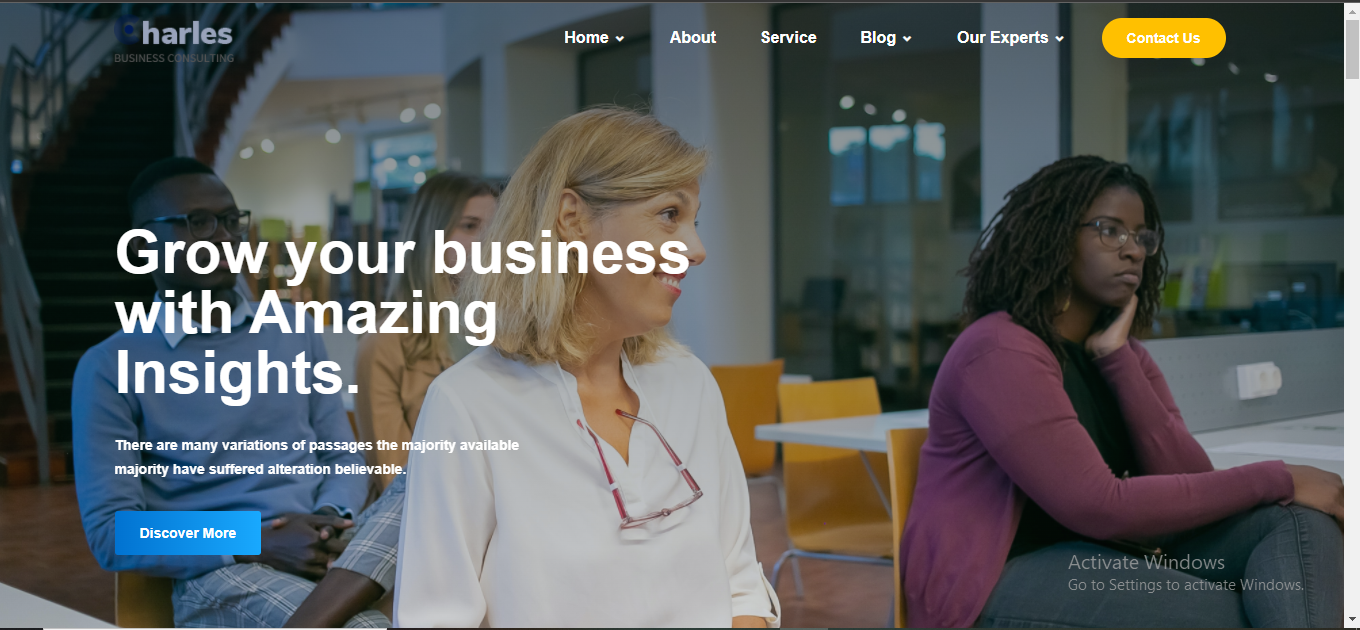 Charles
BUSINESS CONSULTING
Home
About
Service
Blog
Our Experts
Contact Us
Grow your business
with Amazing
Insights.
There are many variations of passages the majority available
majority have suffered alteration believable.
Discover More
Activate Windows
Go to Settings to activate Windows.